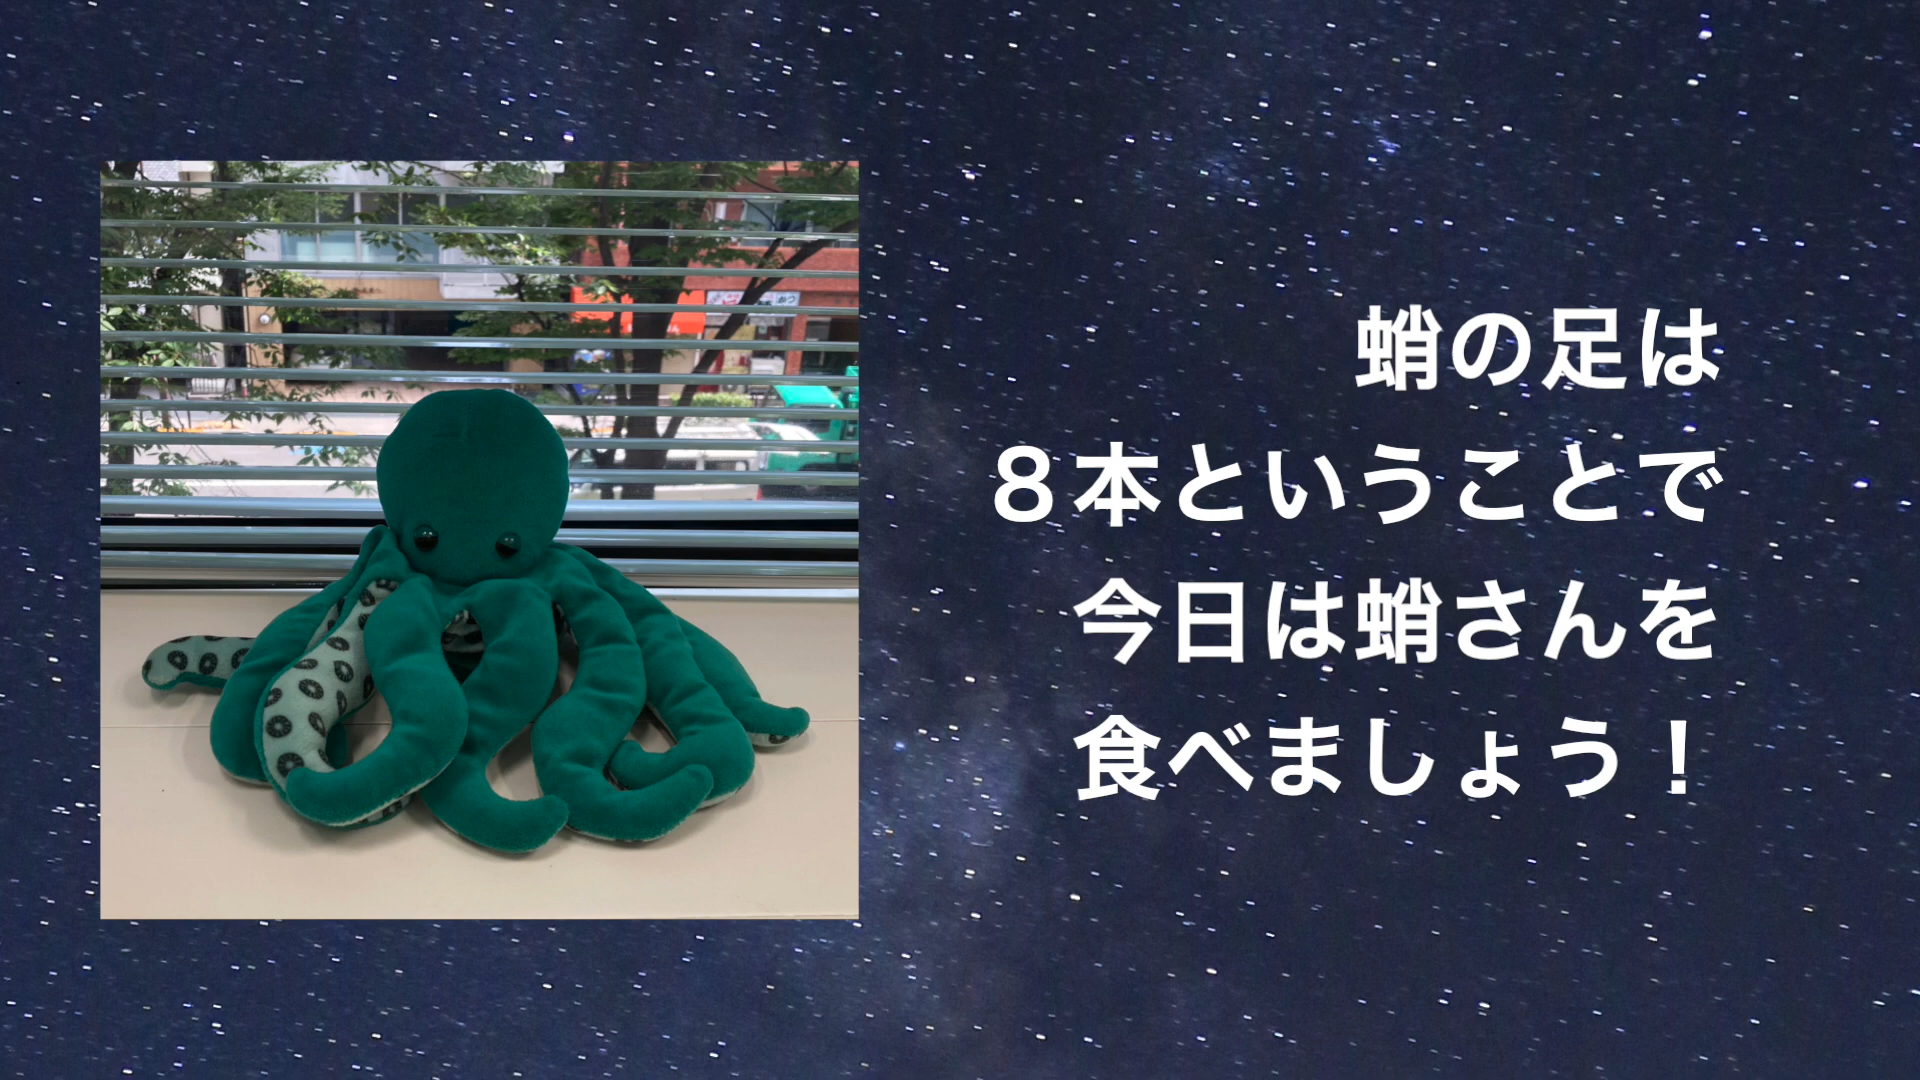 蛸の足は
８本ということで
今日は蛸さんを
食べましょう！